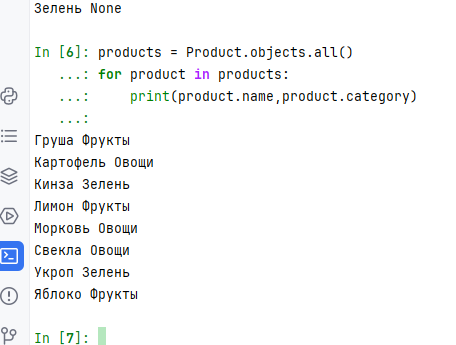 Зелень None
In [6]: products = Product.objects.all()
   ...: for product in products:
   ...:     print(product.name,product.category)
   ...:
Груша Фрукты
Картофель Овощи
Кинза Зелень
Лимон Фрукты
Морковь Овощи
Свекла Овощи
Укроп Зелень
Яблоко Фрукты
In [7]: